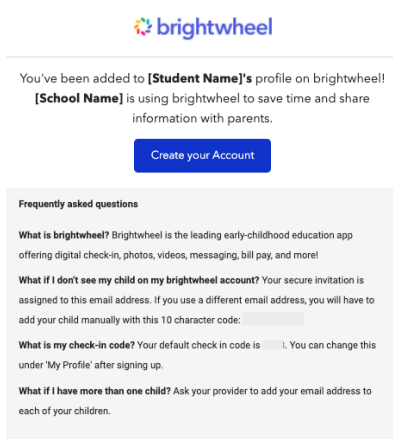 brightwheel
You've been added to [Student Name]'s profile on brightwheel!
[School Name] is using brightwheel to save time and share
information with parents.
Create your Account
Frequently asked questions
What is brightwheel? Brightwheel is the leading early-childhood education app
offering digital check-in, photos, videos, messaging, bill pay, and more!
What if I don't see my child on my brightwheel account? Your secure invitation is
assigned to this email address. If you use a different email address, you will have to
add your child manually with this 10 character code:
What is my check-in code? Your default check in code is . You can change this
under 'My Profile' after signing up.
What if I have more than one child? Ask your provider to add your email address to
each of your children.